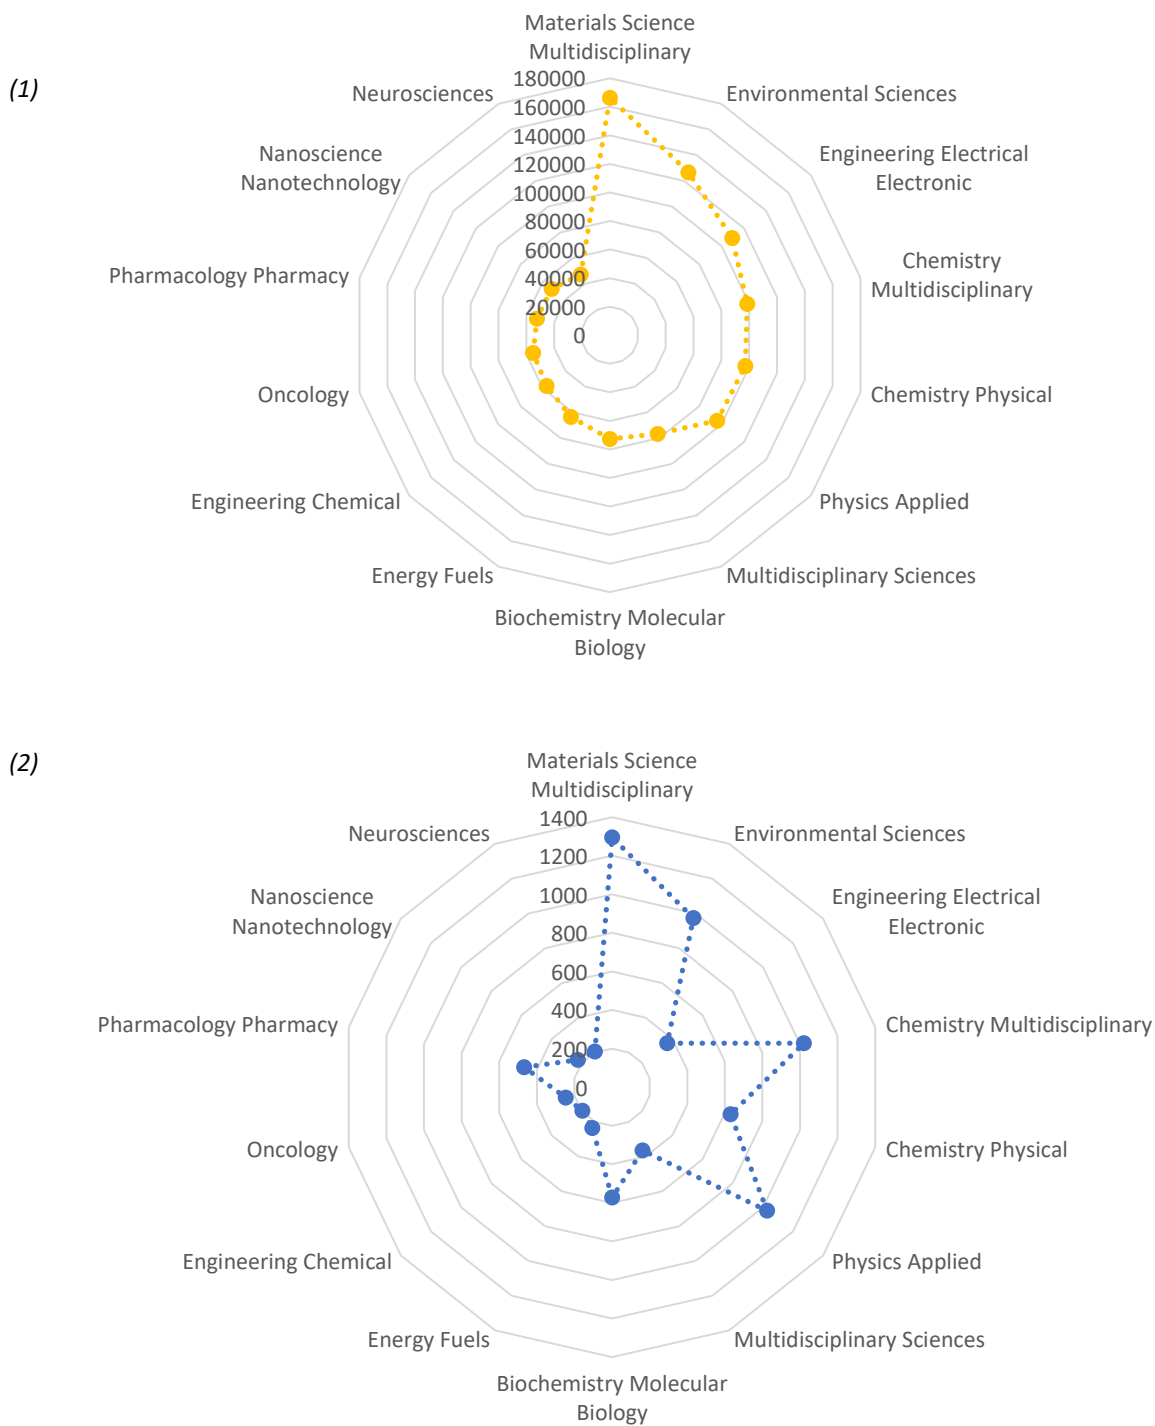 (1)
Materials Science
Multidisciplinary
180000
160000
140000
120000
100000
80000
60000
40000
20000
0
Environmental Sciences
Engineering Electrical
Electronic
Chemistry
Multidisciplinary
Chemistry Physical
Physics Applied
Multidisciplinary Sciences
Biochemistry Molecular
Biology
Energy Fuels
Engineering Chemical
Oncology
Pharmacology Pharmacy
Nanoscience
Nanotechnology
Neurosciences
(2)
Materials Science
Multidisciplinary
1400
1200
1000
800
600
400
200
0
Environmental Sciences
Engineering Electrical
Electronic
Chemistry Multidisciplinary
Chemistry Physical
Physics Applied
Multidisciplinary Sciences
Biochemistry Molecular
Biology
Energy Fuels
Engineering Chemical
Oncology
Pharmacology Pharmacy
Nanoscience
Nanotechnology
Neurosciences